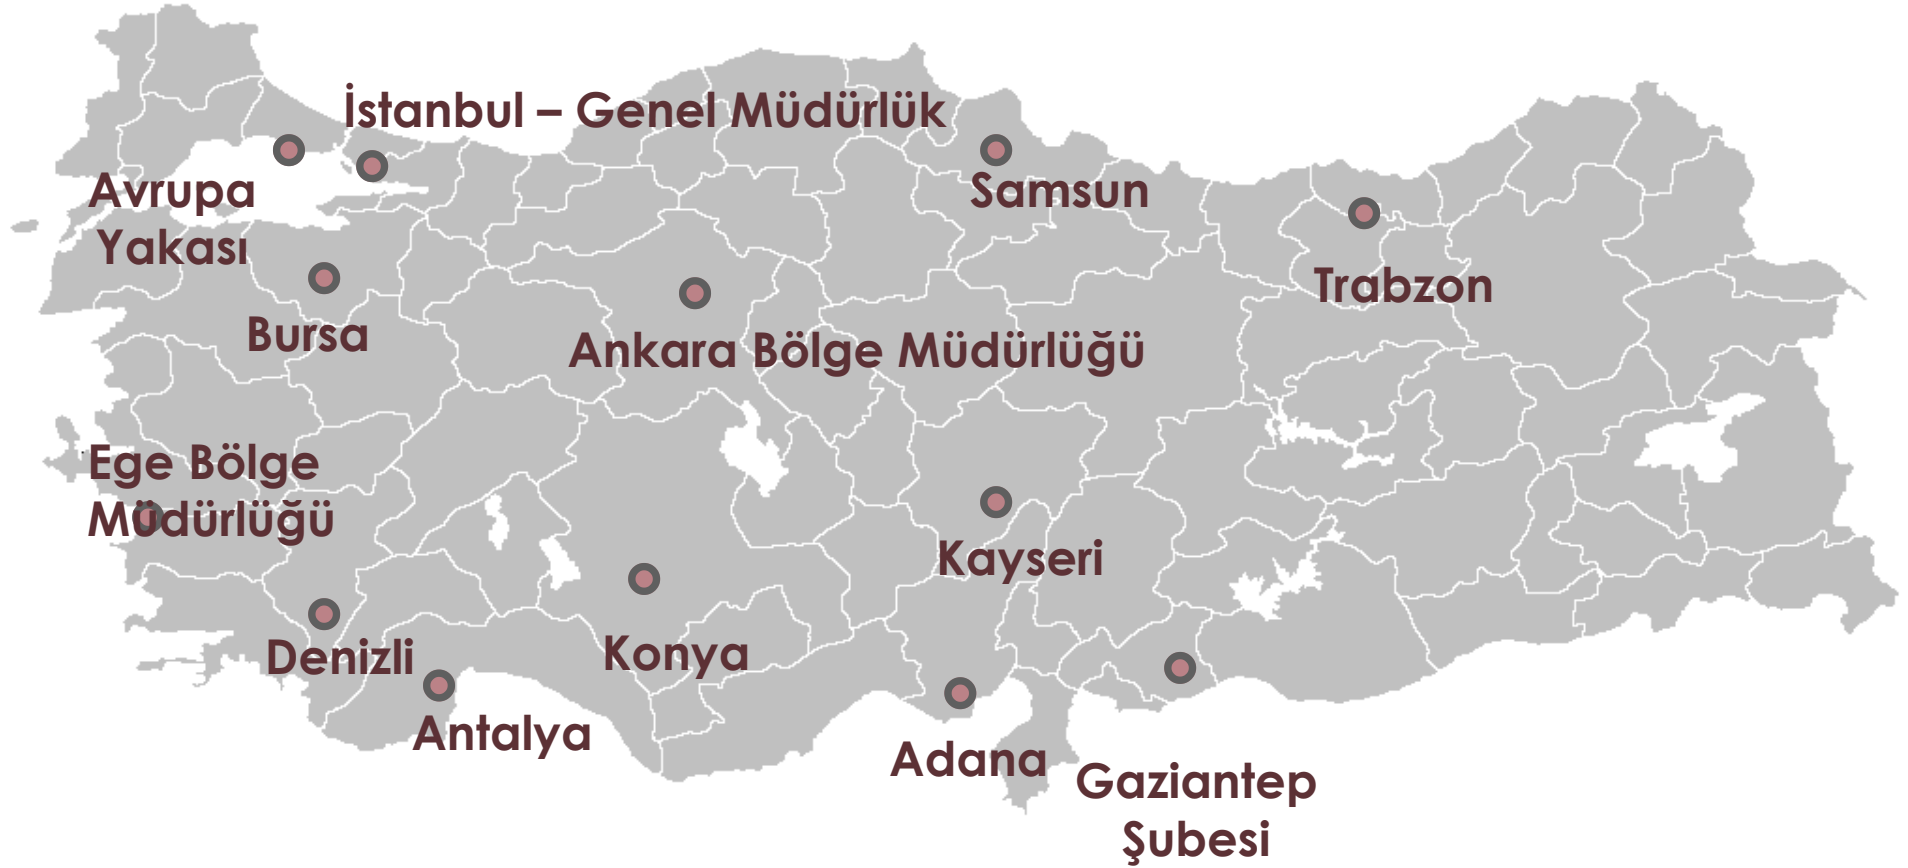 İstanbul – Genel Müdürlük
Avrupa
Yakası
Samsun
Trabzon
Bursa
Ankara Bölge Müdürlüğü
Ege Bölge
Müdürlüğü
Kayseri
Denizli
Konya
Antalya
Adana
Gaziantep
Şubesi